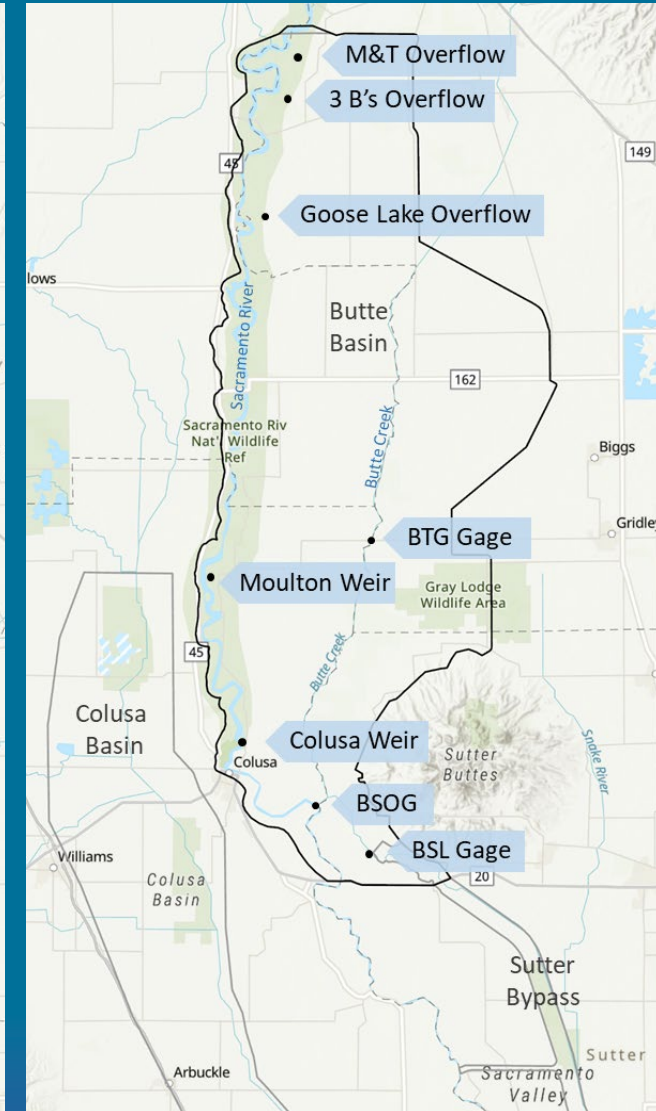 M&T Overflow
3 B's Overflow
149
45
Goose Lake Overflow
lows
Sacramento River
Butte
Basin
162
Butte Creek
Sacramento Riv
Nat'l Wildlife
Ref
Biggs
BTG Gage
Gridley
Moulton Weir
Gray Lodge
Wildlife Area
Butte Creek
45
Colusa
Basin
Colusa Weir
Sutter
Buttes
Snake River
Colusa
BSOG
BSL Gage
Williams
20
Colusa
Basin
Sutter
Bypass
Sutter
Arbuckle
Sacramento
Valley